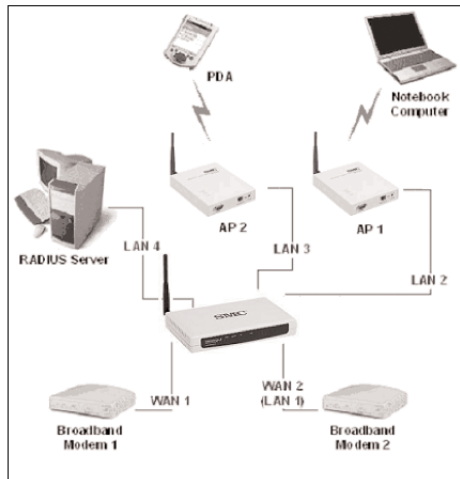 PDA
Notebook
Computer
AP 2
AP 1
RADIUS Server
LAN 4
LAN 3
LAN 2
SMC
WAN 1
WAN 2
(LAN 1)
Broadband
Modem 1
Broadband
Modem 2